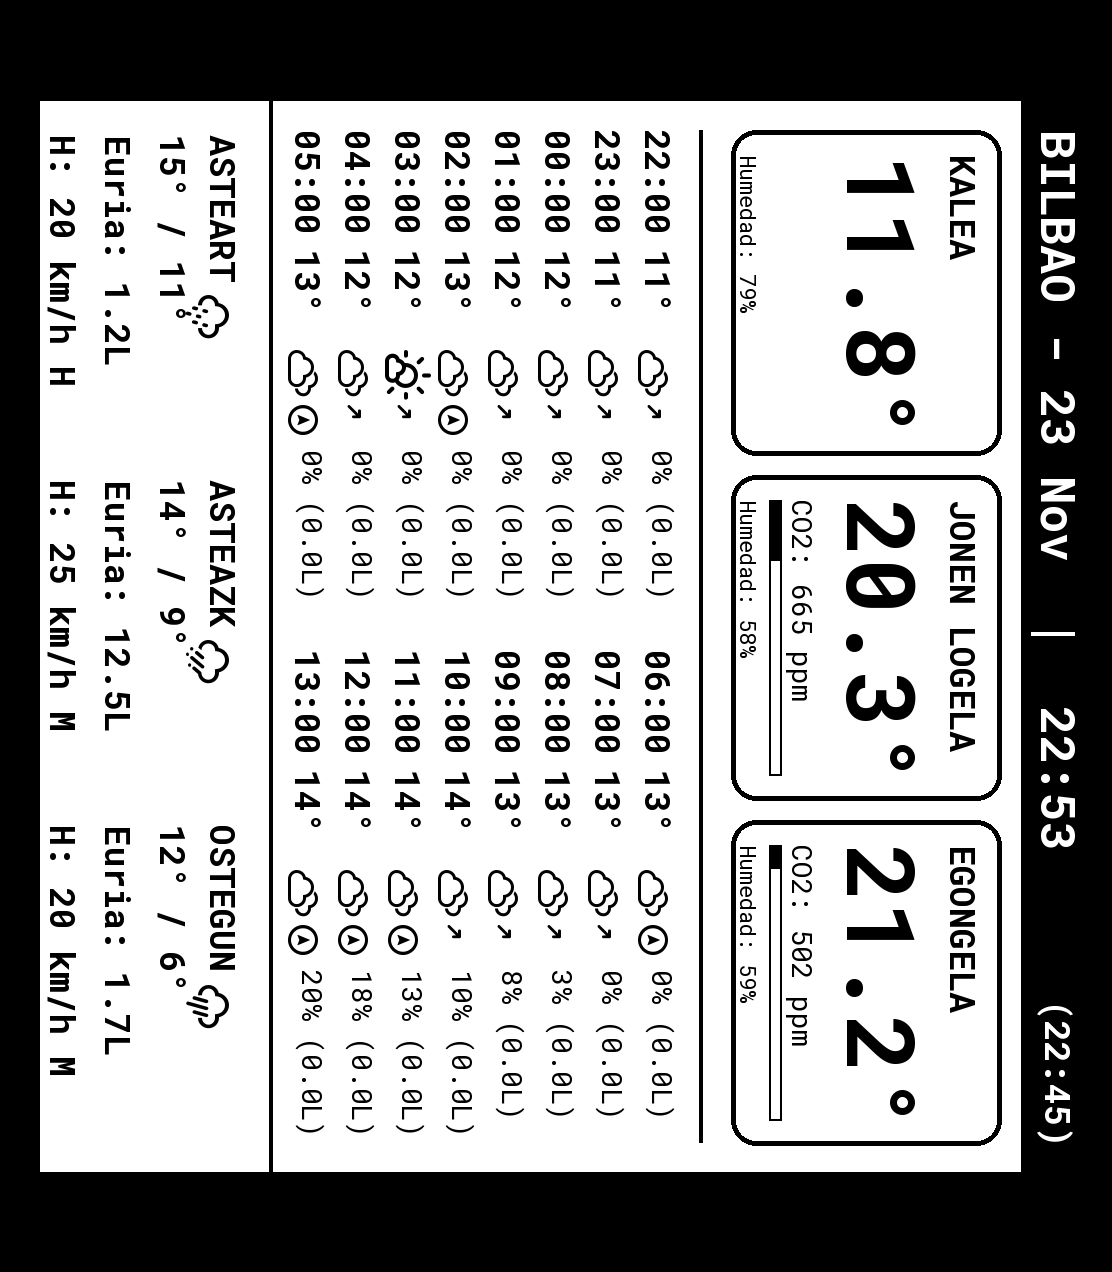 BILBAO - 23 Nov | 22:53 (22:45)
KALEA
11.8°
Humedad: 79%
JONEN LOGELA
20.3°
CO2: 665 ppm
Humedad: 58%
EGONGELA
21.2°
CO2: 502 ppm
Humedad: 59%
22:00 11° 0% (0.0L)
23:00 11° 0% (0.0L)
00:00 12° 0% (0.0L)
01:00 12° 0% (0.0L)
02:00 13° 0% (0.0L)
03:00 12° 0% (0.0L)
04:00 12° 0% (0.0L)
05:00 13° 0% (0.0L)
06:00 13° 0% (0.0L)
07:00 13° 0% (0.0L)
08:00 13° 3% (0.0L)
09:00 13° 8% (0.0L)
10:00 14° 10% (0.0L)
11:00 14° 13% (0.0L)
12:00 14° 18% (0.0L)
13:00 14° 20% (0.0L)
ASTEART
15° / 11°
Euria: 1.2L
H: 20 km/h H
ASTEAZK
14° / 9°
Euria: 12.5L
H: 25 km/h M
OSTEGUN
12° / 6°
Euria: 1.7L
H: 20 km/h M